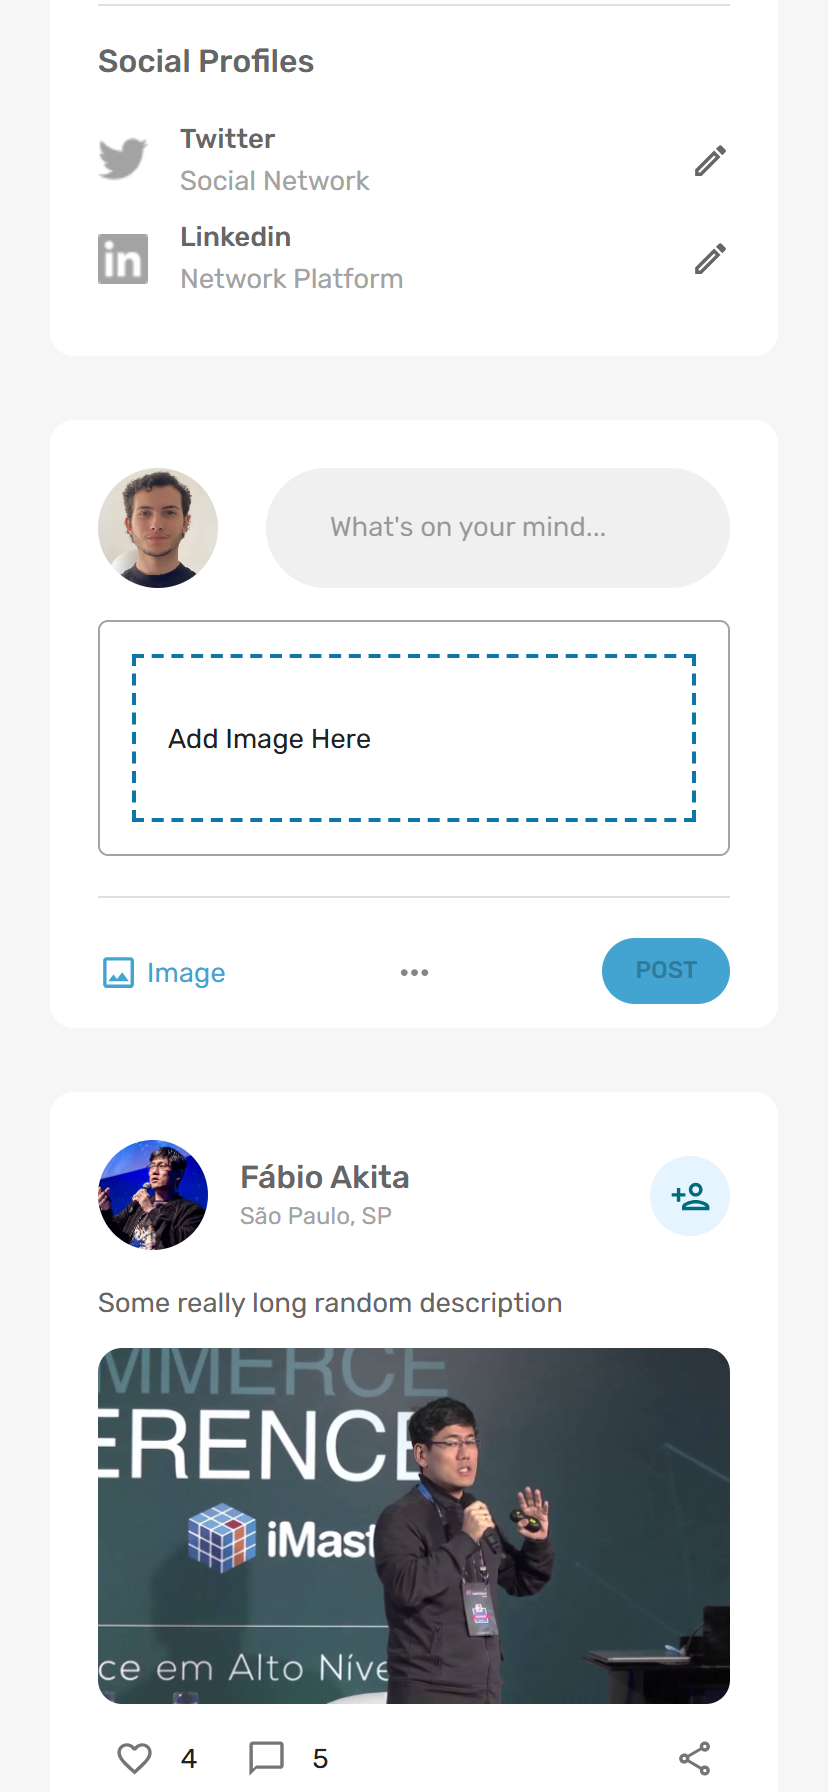 Social Profiles
Twitter
Social Network
Linkedin
Network Platform
What's on your mind...
Add Image Here
Image
POST
Fábio Akita
São Paulo, SP
Some really long random description
MMERCE
ERENCE
iMast
ce em Alto Níve
4
5